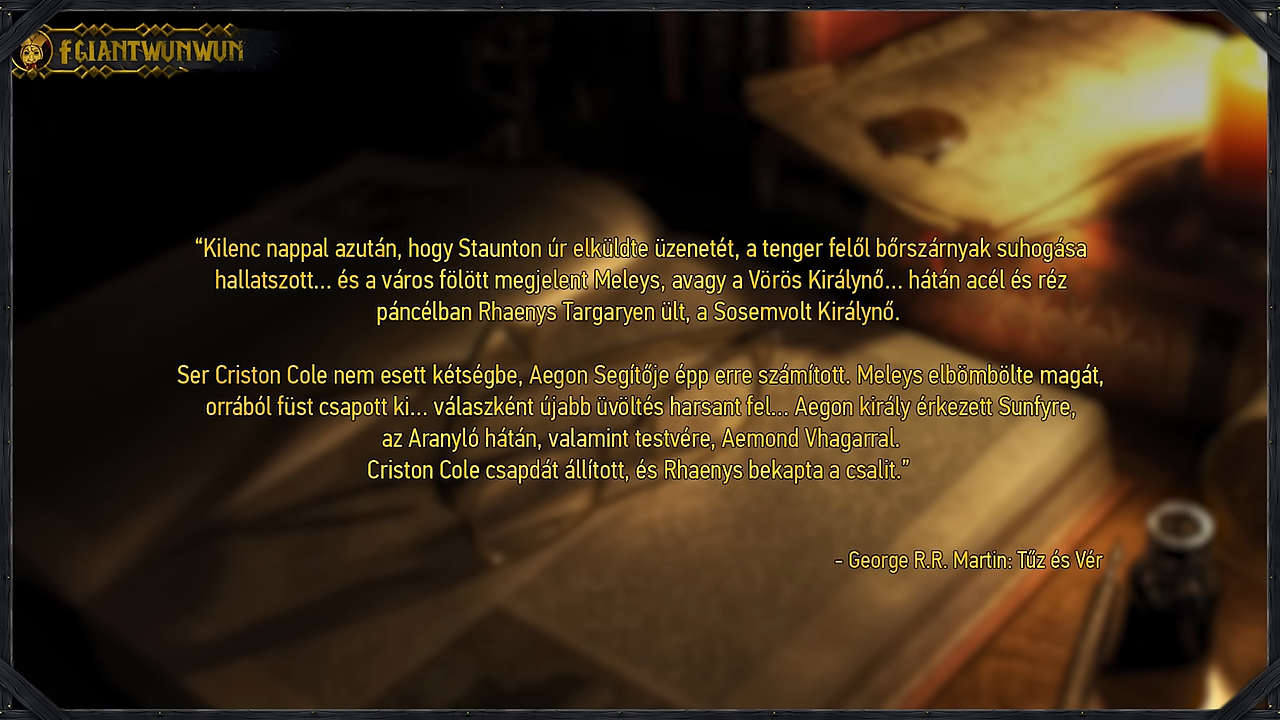 fGIANTWUNWUN
“Kilenc nappal azután, hogy Staunton úr elküldte üzenetét, a tenger felől bőrszárnyak suhogása
hallatszott... és a város fölött megjelent Meleys, avagy a Vörös Királynő... hátán acél és réz
páncélban Rhaenys Targaryen ült, a Sosemvolt Királynő.
Ser Criston Cole nem esett kétségbe, Aegon Segítője épp erre számított. Meleys elbömbölte magát,
orrából füst csapott ki... válaszként újabb üvöltés harsant fel... Aegon király érkezett Sunfyre,
az Aranyló hátán, valamint testvére, Aemond Vhagarral.
Criston Cole csapdát állított, és Rhaenys bekapta a csalit.”
- George R.R. Martin: Tűz és Vér